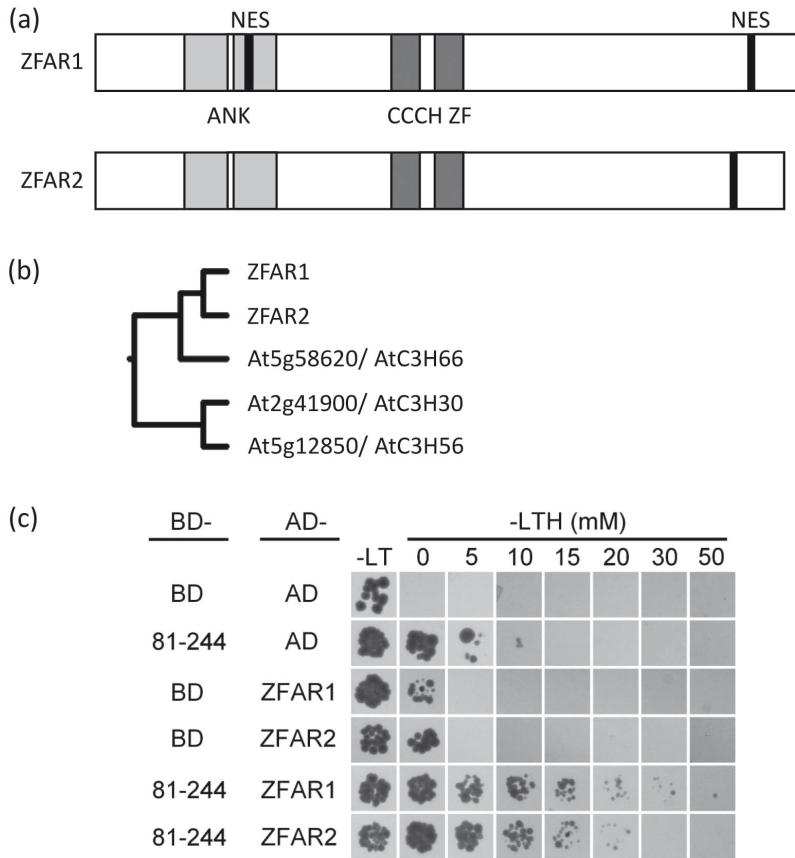 (a)
NES NES
ZFAR1
ANK CCCH ZF
ZFAR2
(b)
ZFAR1
ZFAR2
At5g58620/ AtC3H66
At2g41900/ AtC3H30
At5g12850/ AtC3H56
(c)
BD- AD- -LTH (mM)
-LT 0 5 10 15 20 30 50
BD AD
81-244 AD
BD ZFAR1
BD ZFAR2
81-244 ZFAR1
81-244 ZFAR2